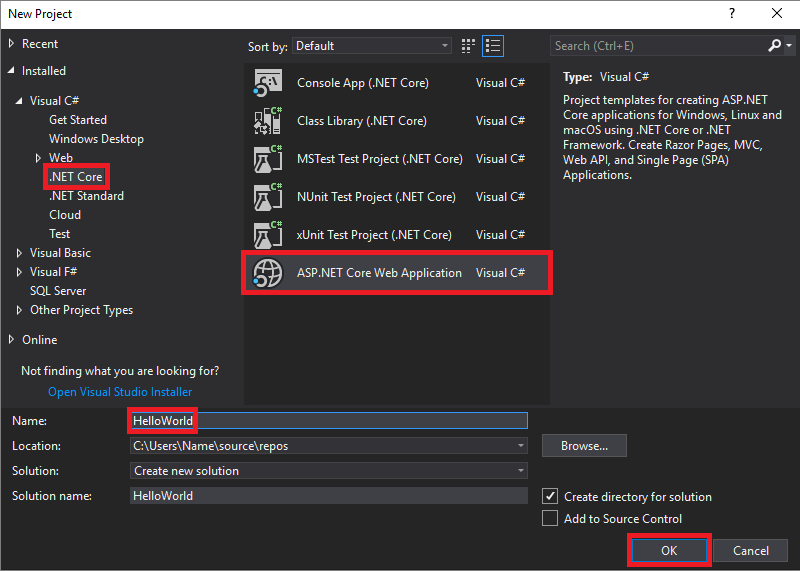 New Project
?
Recent
Installed
Visual C#
Get Started
Windows Desktop
Web
.NET Core
.NET Standard
Cloud
Test
Visual Basic
Visual F#
SQL Server
Other Project Types
Online
Not finding what you are looking for?
Open Visual Studio Installer
Sort by: Default
Console App (.NET Core) Visual C#
C# Class Library (.NET Core) Visual C#
C# MSTest Test Project (.NET Core) Visual C#
C# NUnit Test Project (.NET Core) Visual C#
C# xUnit Test Project (.NET Core) Visual C#
ASP.NET Core Web Application Visual C#
Search (Ctrl+E)
Type: Visual C#
Project templates for creating ASP.NET
Core applications for Windows, Linux and
macOS using .NET Core or .NET
Framework. Create Razor Pages, MVC,
Web API, and Single Page (SPA)
Applications.
Name: HelloWorld
Location: C:\Users\Name\source\repos
Browse...
Solution: Create new solution
Solution name: HelloWorld
Create directory for solution
Add to Source Control
OK Cancel